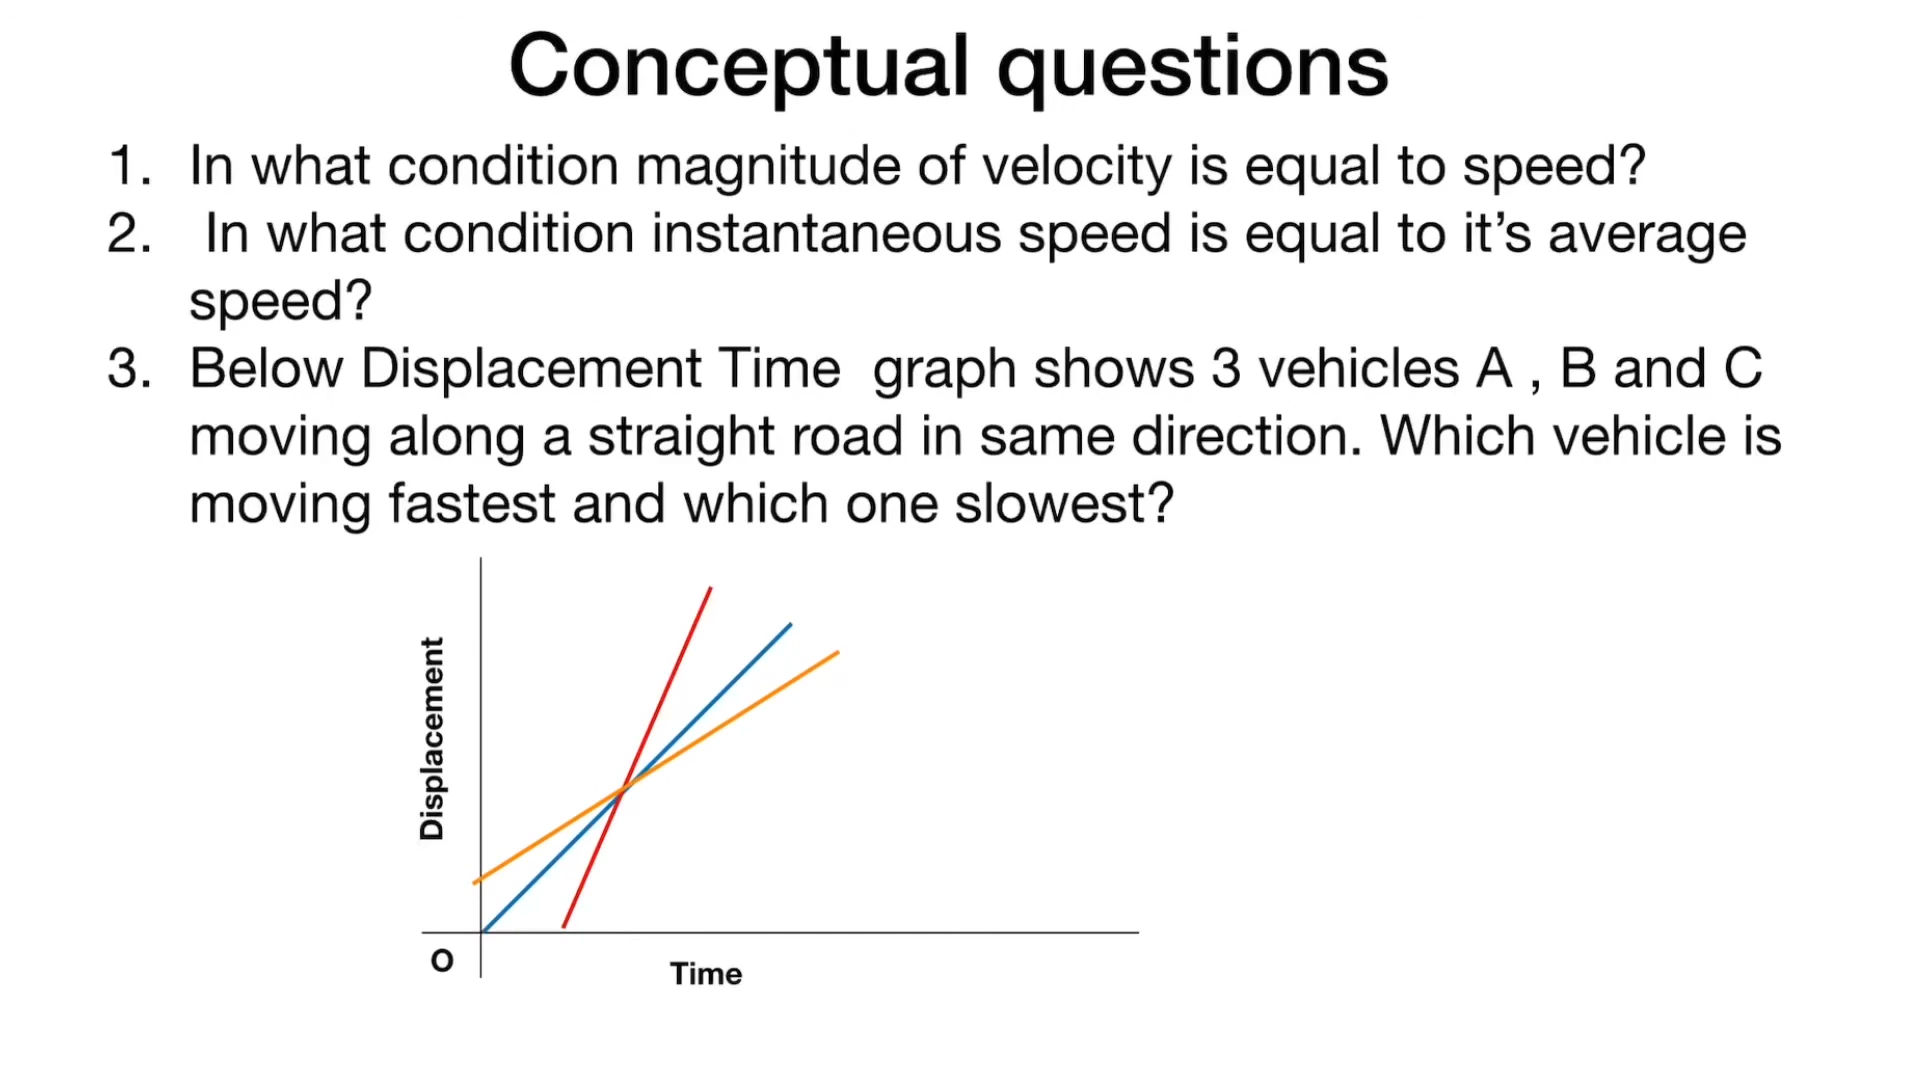 Conceptual questions
1. In what condition magnitude of velocity is equal to speed?
2. In what condition instantaneous speed is equal to it’s average
speed?
3. Below Displacement Time graph shows 3 vehicles A , B and C
moving along a straight road in same direction. Which vehicle is
moving fastest and which one slowest?
Displacement
O
Time